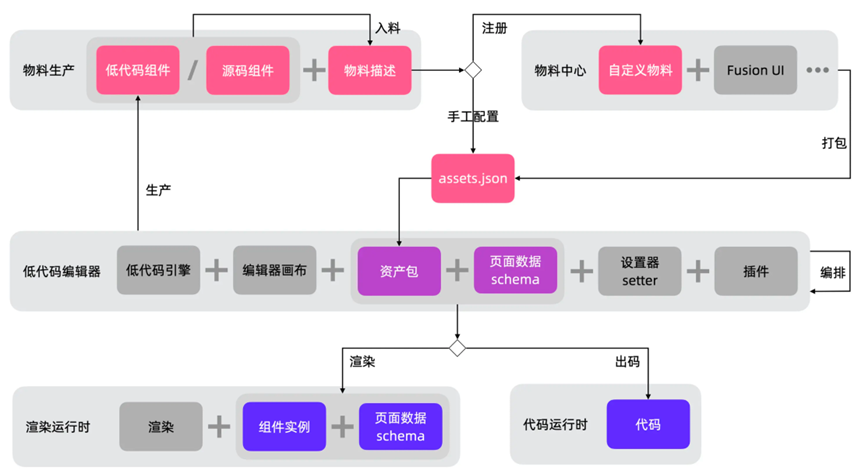 入料
注册
物料生产
低代码组件
/
源码组件
+
物料描述
物料中心
自定义物料
+
Fusion UI
•••
手工配置
打包
assets.json
生产
低代码编辑器
低代码引擎
+
编辑器画布
+
资产包
+
页面数据
schema
+
设置器
setter
+
插件
编排
渲染
出码
渲染运行时
渲染
+
组件实例
+
页面数据
schema
代码运行时
代码